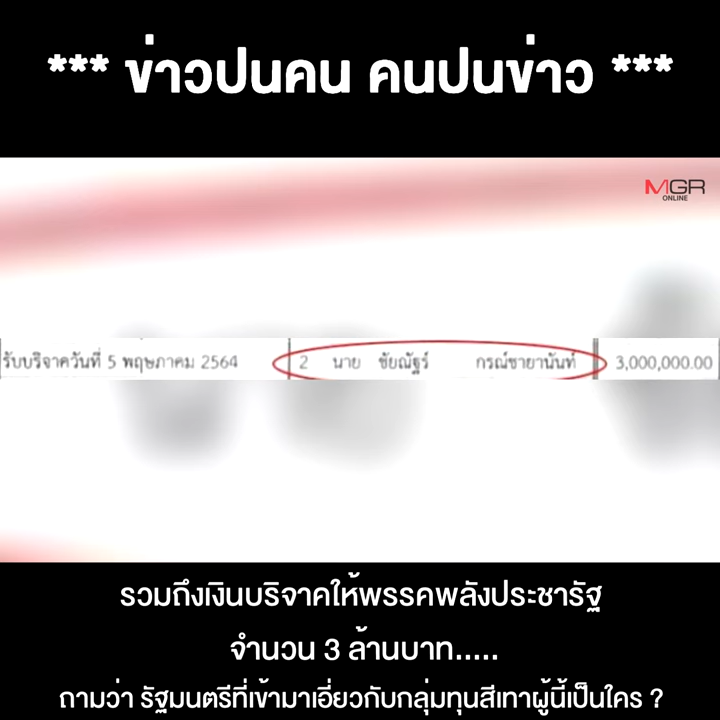 *** ข่าวปนคน คนปนข่าว ***
MGR
ONLINE
รับบริจาควันที่ 5 พฤษภาคม 2564 2 นาย ชัยณัฐร์ กรณ์ชายานันท์ 3,000,000.00
รวมถึงเงินบริจาคให้พรรคพลังประชารัฐ
จำนวน 3 ล้านบาท.....
ถามว่า รัฐมนตรีที่เข้ามาเอี่ยวกับกลุ่มทุนสีเทาผู้นี้เป็นใคร ?